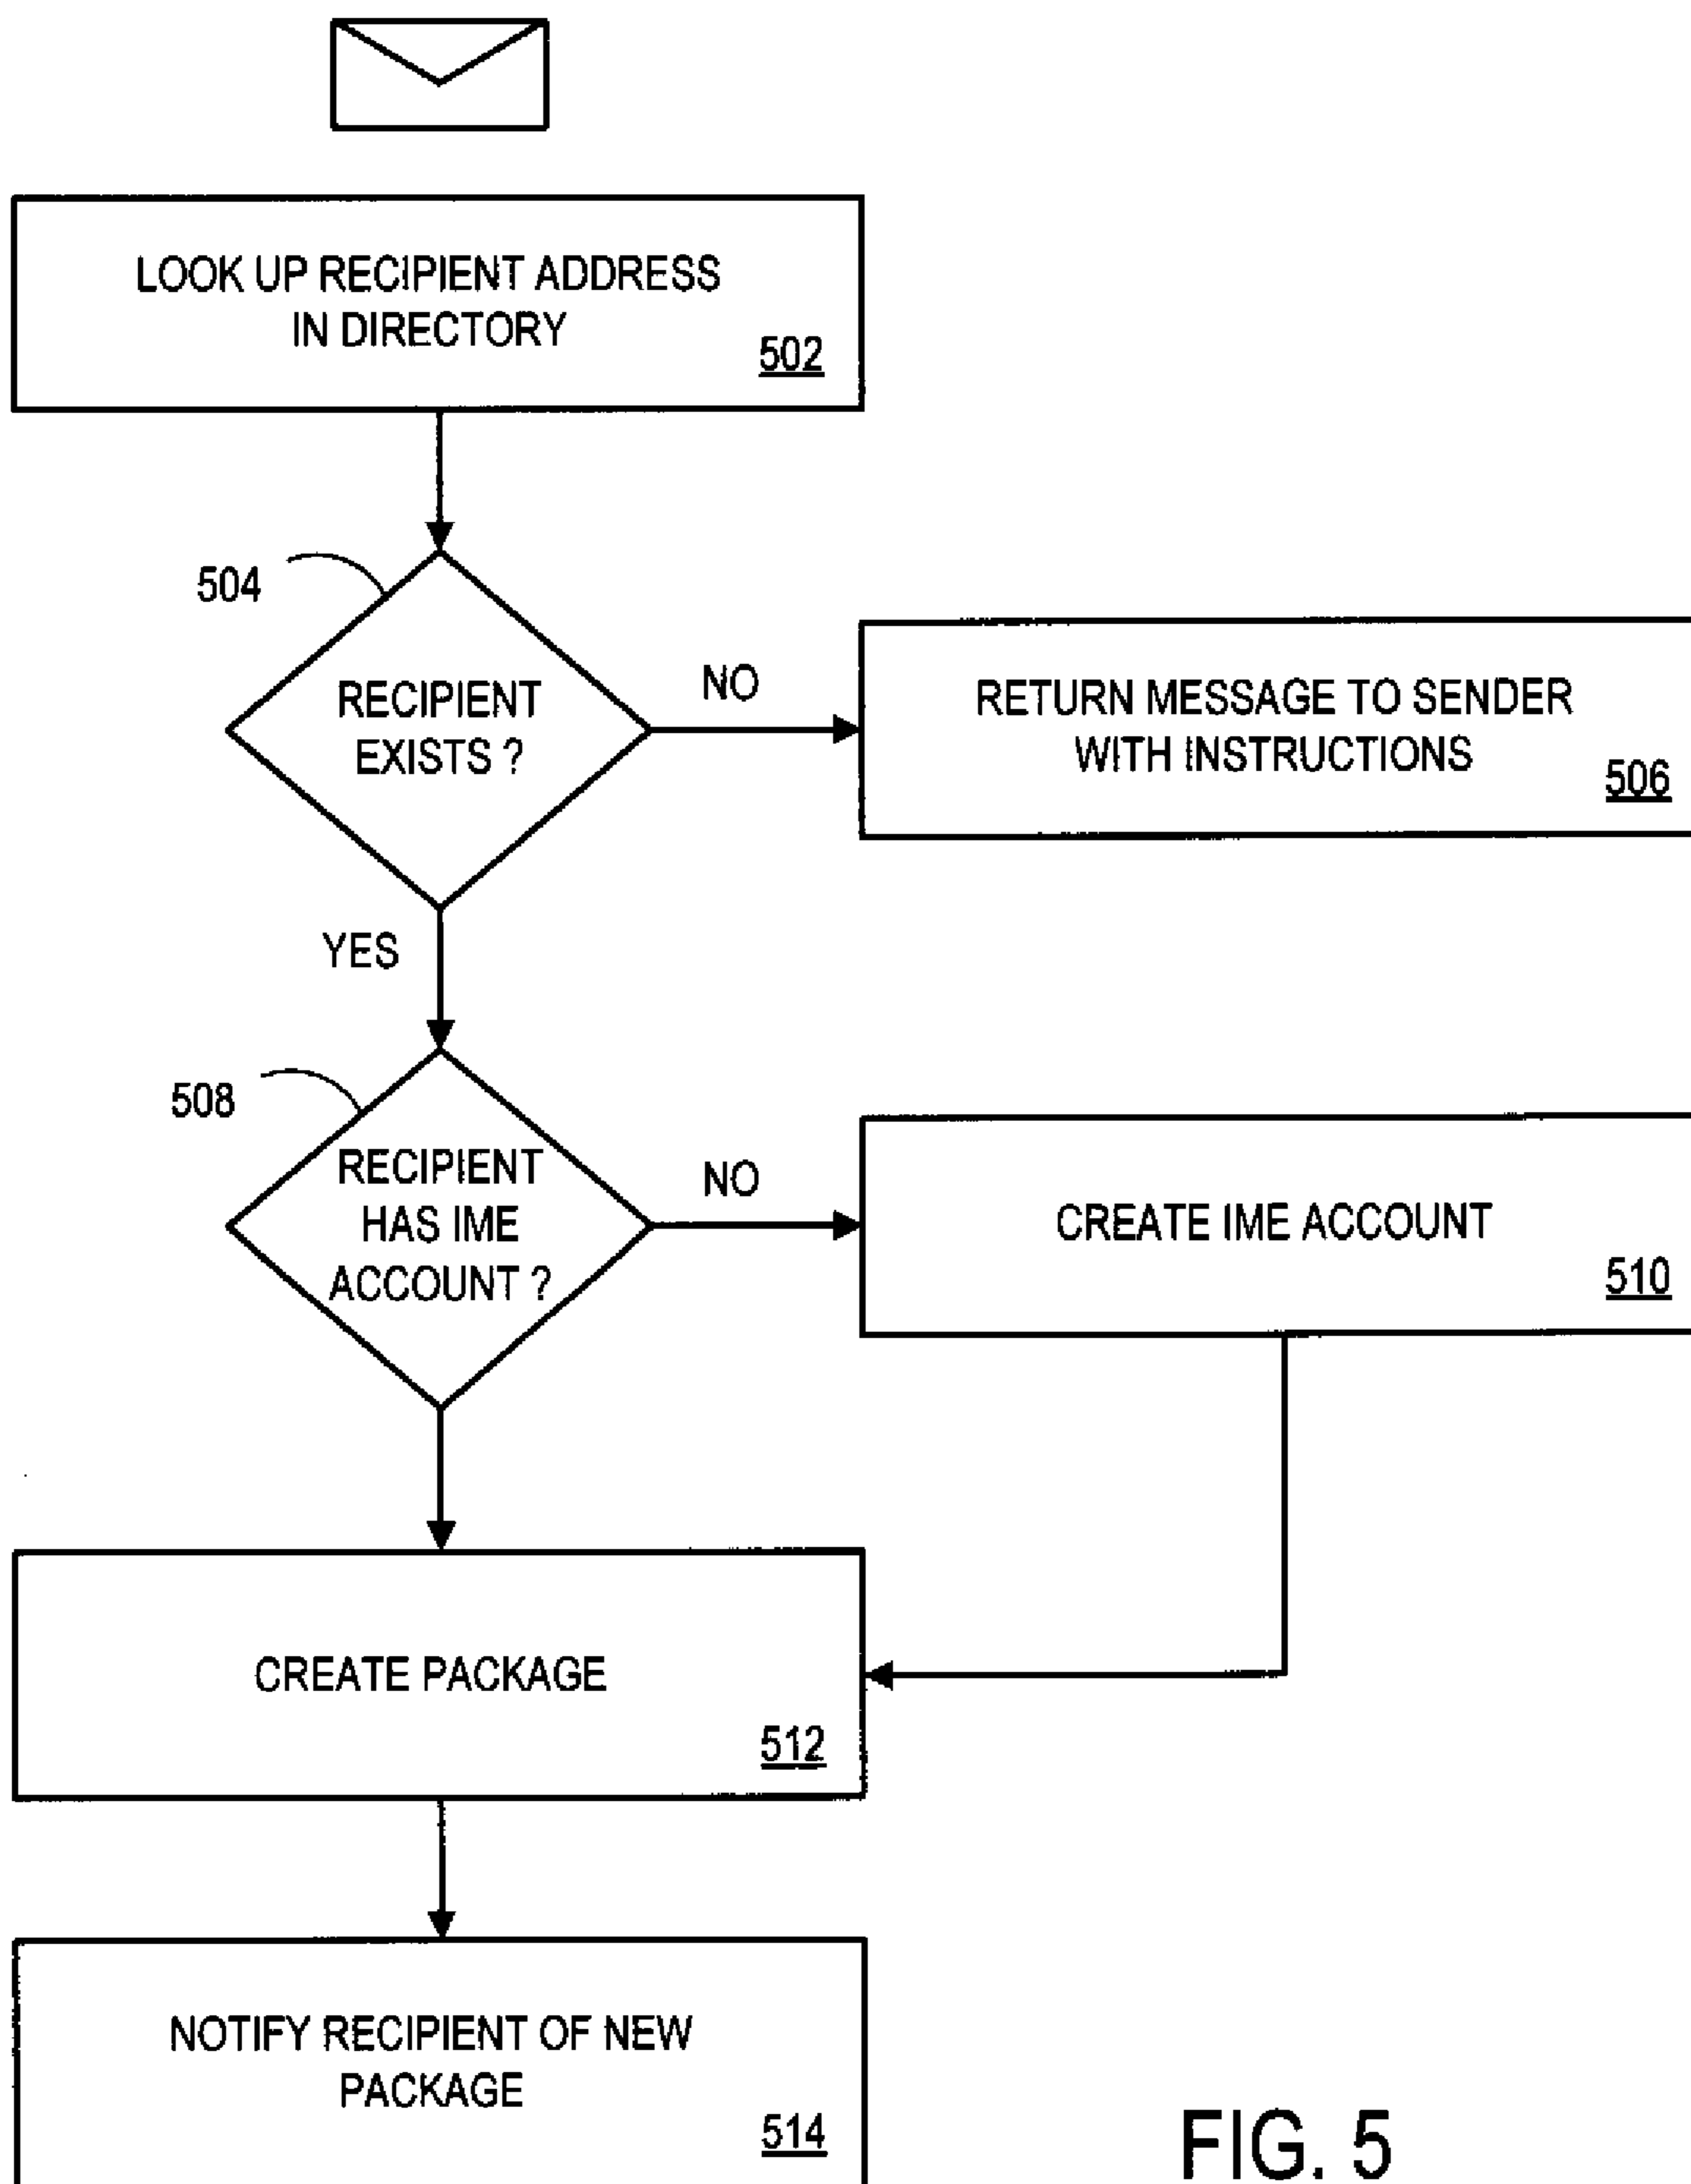 LOOK UP RECIPIENT ADDRESS
IN DIRECTORY
502
504
RECIPIENT
EXISTS ?
NO
RETURN MESSAGE TO SENDER
WITH INSTRUCTIONS
506
YES
508
RECIPIENT
HAS IME
ACCOUNT ?
NO
CREATE IME ACCOUNT
510
CREATE PACKAGE
512
NOTIFY RECIPIENT OF NEW
PACKAGE
514
FIG. 5